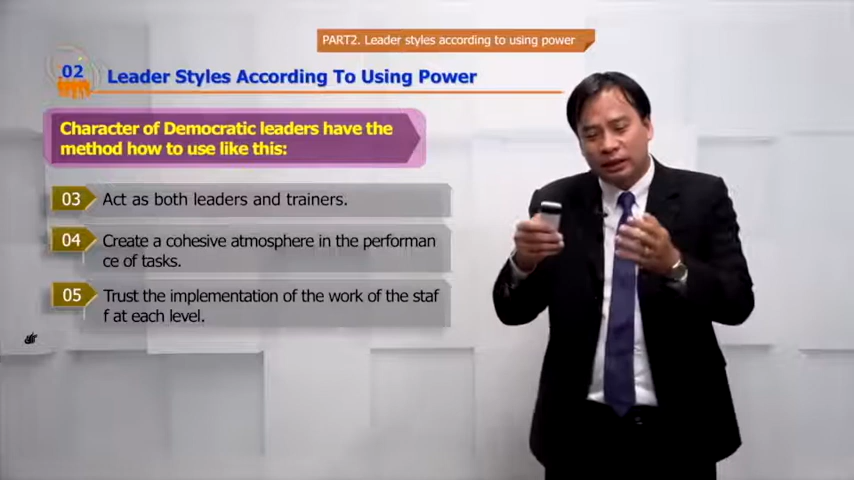 PART2. Leader styles according to using power
02
Leader Styles According To Using Power
Character of Democratic leaders have the
method how to use like this:
03 Act as both leaders and trainers.
04 Create a cohesive atmosphere in the performan
ce of tasks.
05 Trust the implementation of the work of the staf
f at each level.